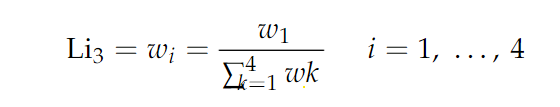 Li₃ = wᵢ = w₁ / ∑⁴ₖ₌₁ wk    i = 1, …, 4